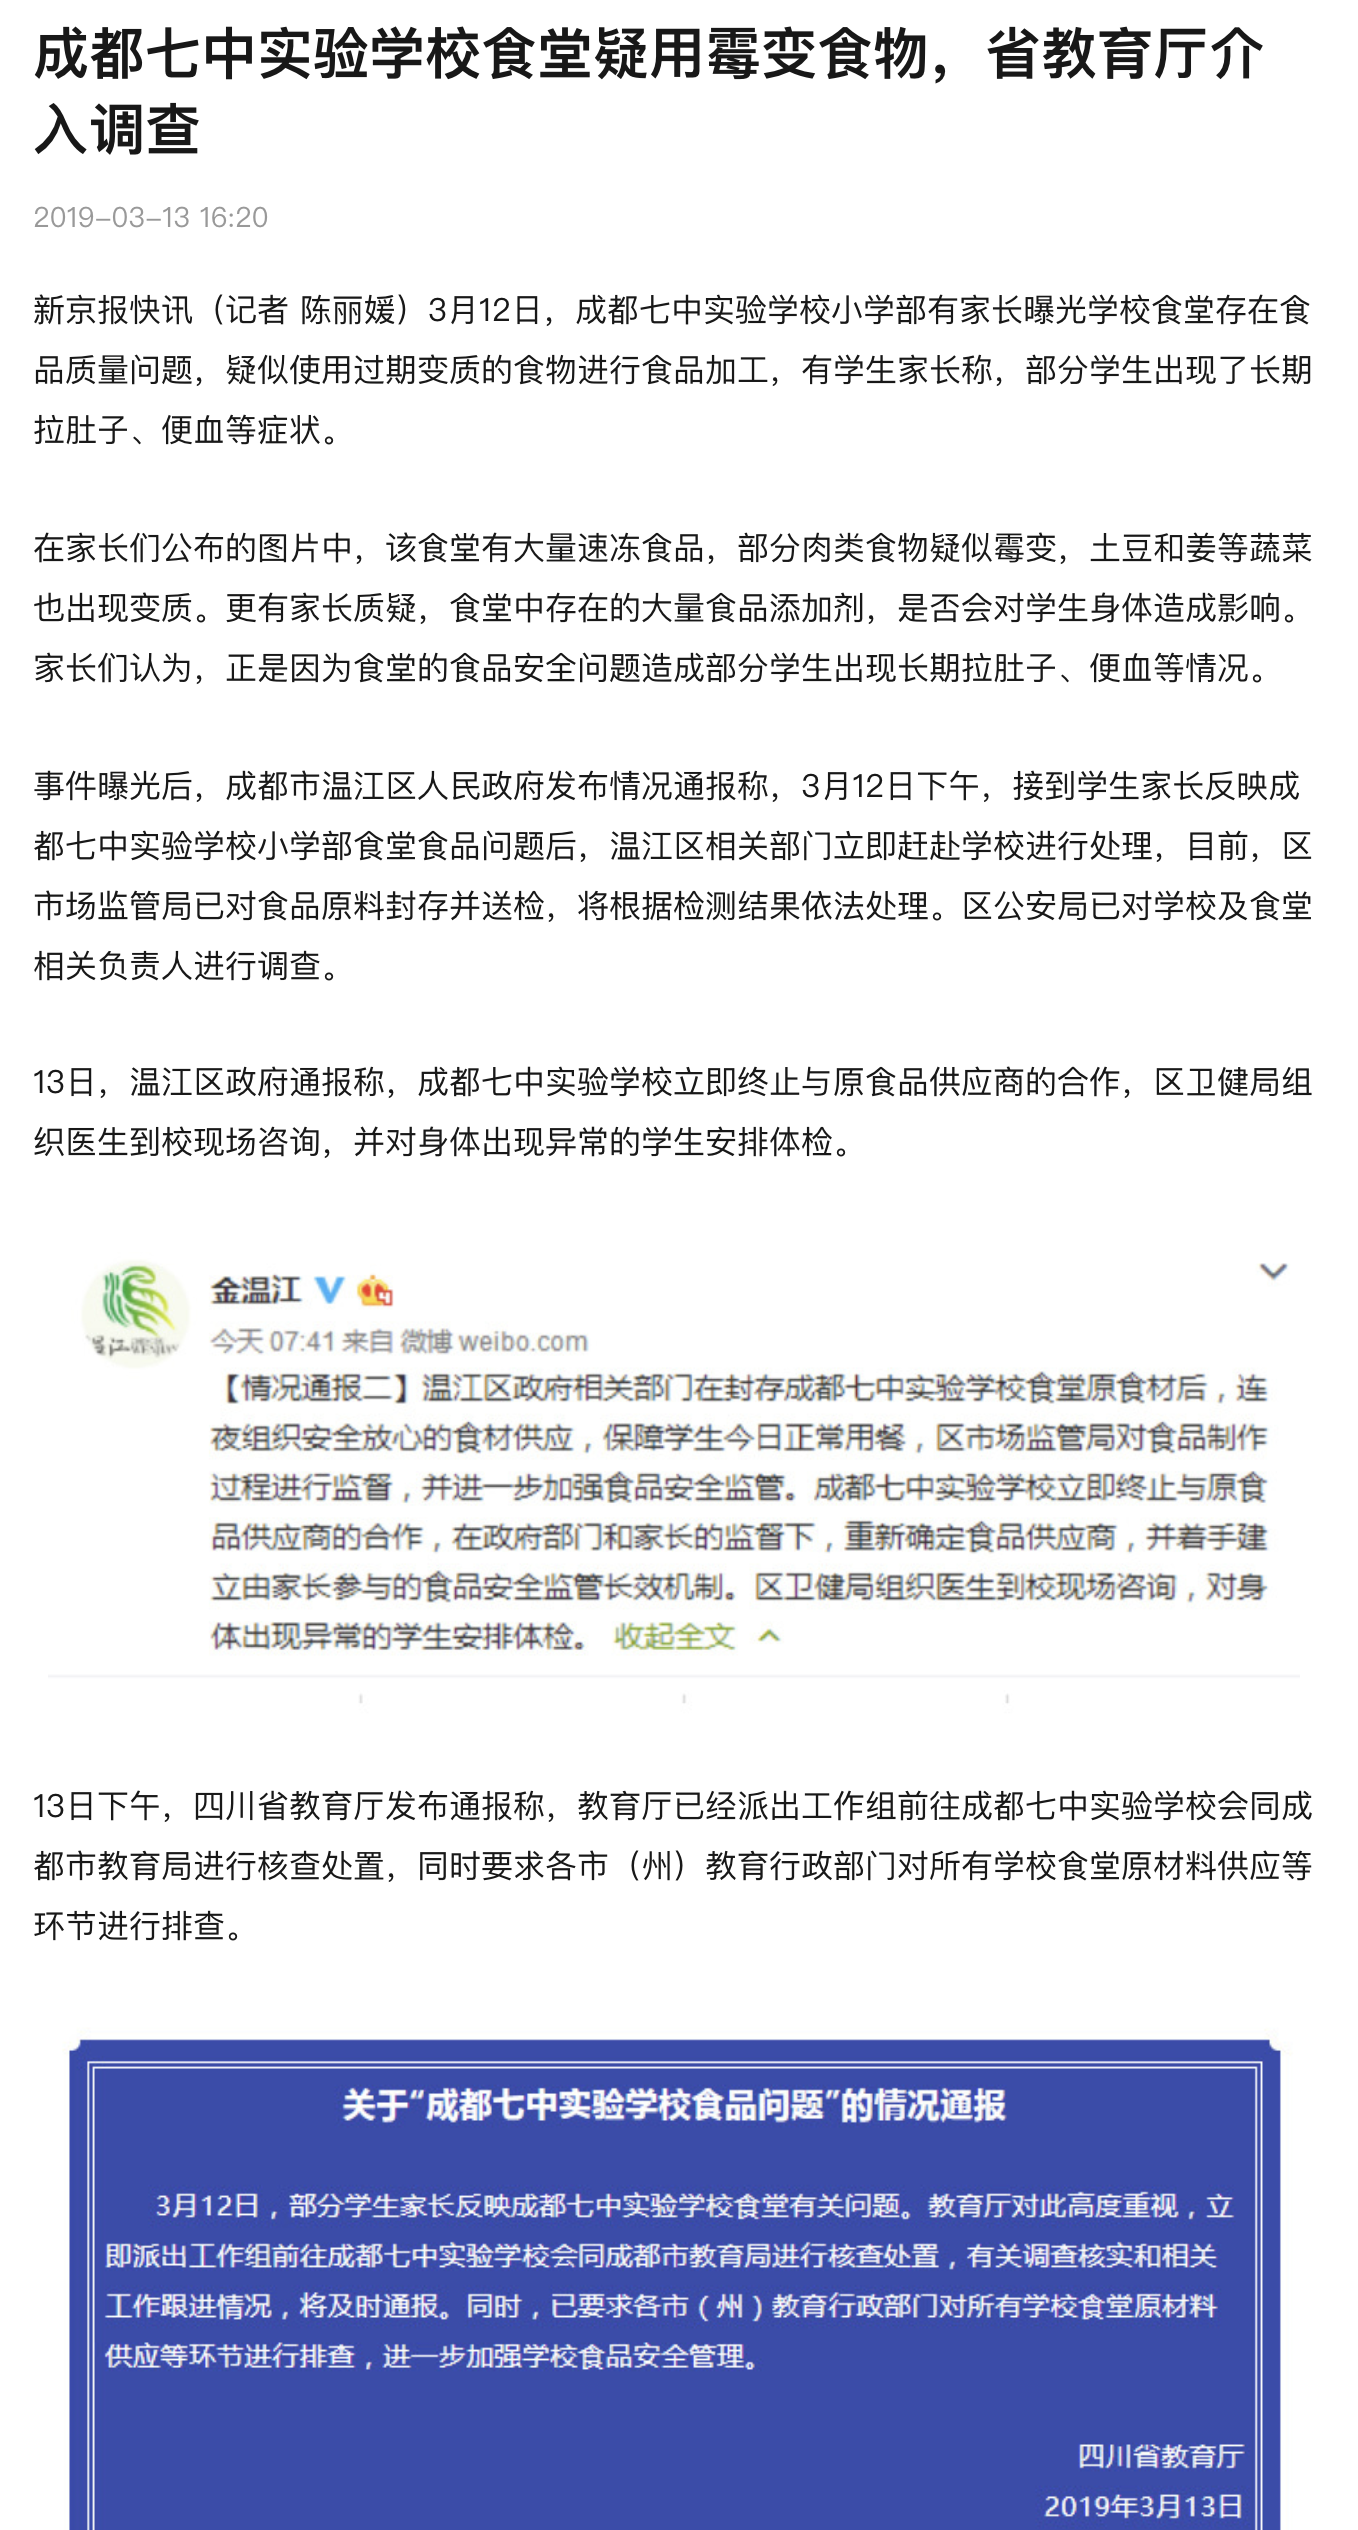 成都七中实验学校食堂疑用霉变食物，省教育厅介
入调查
2019-03-13 16:20
新京报快讯（记者 陈丽媛）3月12日，成都七中实验学校小学部有家长曝光学校食堂存在食
品质量问题，疑似使用过期变质的食物进行食品加工，有学生家长称，部分学生出现了长期
拉肚子、便血等症状。
在家长们公布的图片中，该食堂有大量速冻食品，部分肉类食物疑似霉变，土豆和姜等蔬菜
也出现变质。更有家长质疑，食堂中存在的大量食品添加剂，是否会对学生身体造成影响。
家长们认为，正是因为食堂的食品安全问题造成部分学生出现长期拉肚子、便血等情况。
事件曝光后，成都市温江区人民政府发布情况通报称，3月12日下午，接到学生家长反映成
都七中实验学校小学部食堂食品问题后，温江区相关部门立即赶赴学校进行处理，目前，区
市场监管局已对食品原料封存并送检，将根据检测结果依法处理。区公安局已对学校及食堂
相关负责人进行调查。
13日，温江区政府通报称，成都七中实验学校立即终止与原食品供应商的合作，区卫健局组
织医生到校现场咨询，并对身体出现异常的学生安排体检。
金温江
今天 07:41 来自 微博 weibo.com
【情况通报二】温江区政府相关部门在封存成都七中实验学校食堂原食材后，连
夜组织安全放心的食材供应，保障学生今日正常用餐，区市场监管局对食品制作
过程进行监督，并进一步加强食品安全监管。成都七中实验学校立即终止与原食
品供应商的合作，在政府部门和家长的监督下，重新确定食品供应商，并着手建
立由家长参与的食品安全监管长效机制。区卫健局组织医生到校现场咨询，对身
体出现异常的学生安排体检。 收起全文
13日下午，四川省教育厅发布通报称，教育厅已经派出工作组前往成都七中实验学校会同成
都市教育局进行核查处置，同时要求各市（州）教育行政部门对所有学校食堂原材料供应等
环节进行排查。
关于“成都七中实验学校食品问题”的情况通报
3月12日，部分学生家长反映成都七中实验学校食堂有关问题。教育厅对此高度重视，立
即派出工作组前往成都七中实验学校会同成都市教育局进行核查处置，有关调查核实和相关
工作跟进情况，将及时通报。同时，已要求各市（州）教育行政部门对所有学校食堂原材料
供应等环节进行排查，进一步加强学校食品安全管理。
四川省教育厅
2019年3月13日